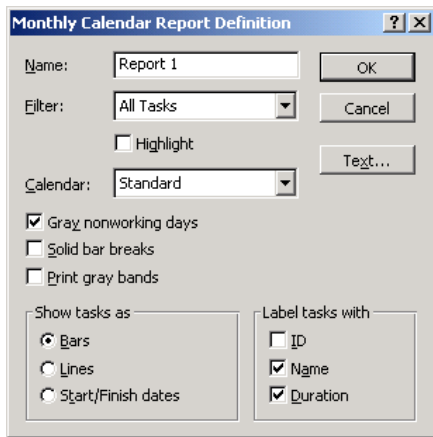 Monthly Calendar Report Definition
Name: Report 1 OK
Filter: All Tasks Cancel
Highlight Text...
Calendar: Standard
Gray nonworking days
Solid bar breaks
Print gray bands
Show tasks as Label tasks with
Bars ID
Lines Name
Start/Finish dates Duration